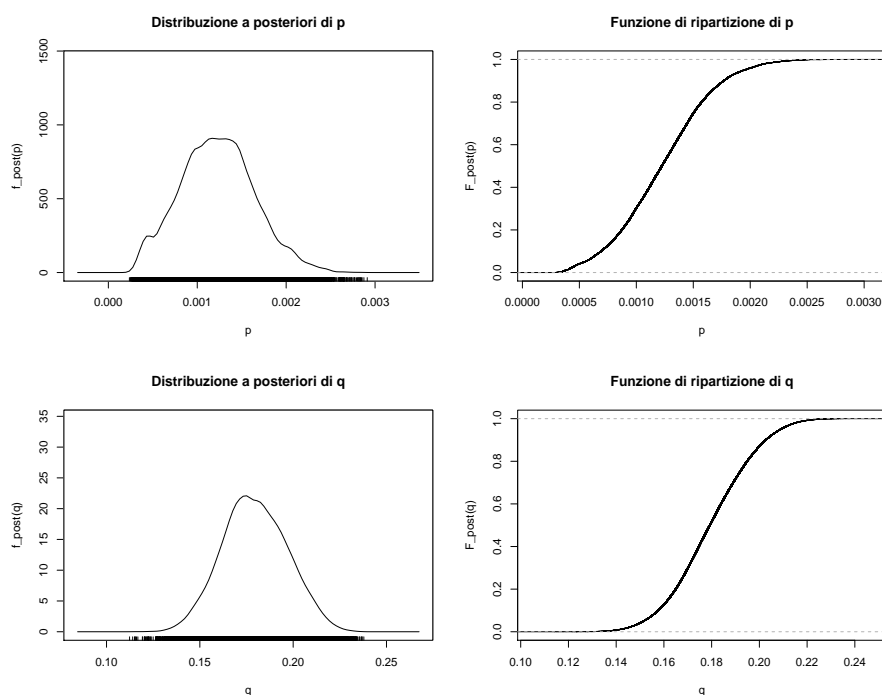 Distribuzione a posteriori di p
f_post(p)
1500
1000
500
0
0.000 0.001 0.002 0.003
p
Funzione di ripartizione di p
F_post(p)
1.0
0.8
0.6
0.4
0.2
0.0
0.0000 0.0005 0.0010 0.0015 0.0020 0.0025 0.0030
p
Distribuzione a posteriori di q
f_post(q)
35
30
25
20
15
10
5
0
0.10 0.15 0.20 0.25
q
Funzione di ripartizione di q
F_post(q)
1.0
0.8
0.6
0.4
0.2
0.0
0.10 0.12 0.14 0.16 0.18 0.20 0.22 0.24
q